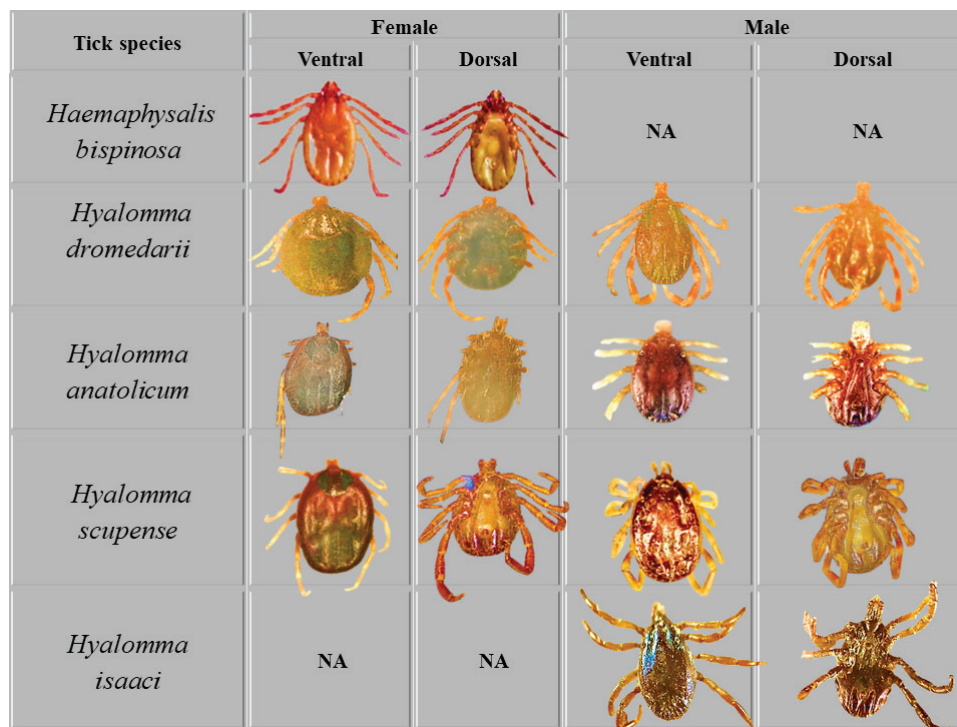 Tick species
Female
Male
Ventral
Dorsal
Ventral
Dorsal
Haemaphysalis
bispinosa
NA
NA
Hyalomma
dromedarii
Hyalomma
anatolicum
Hyalomma
scupense
Hyalomma
isaaci
NA
NA